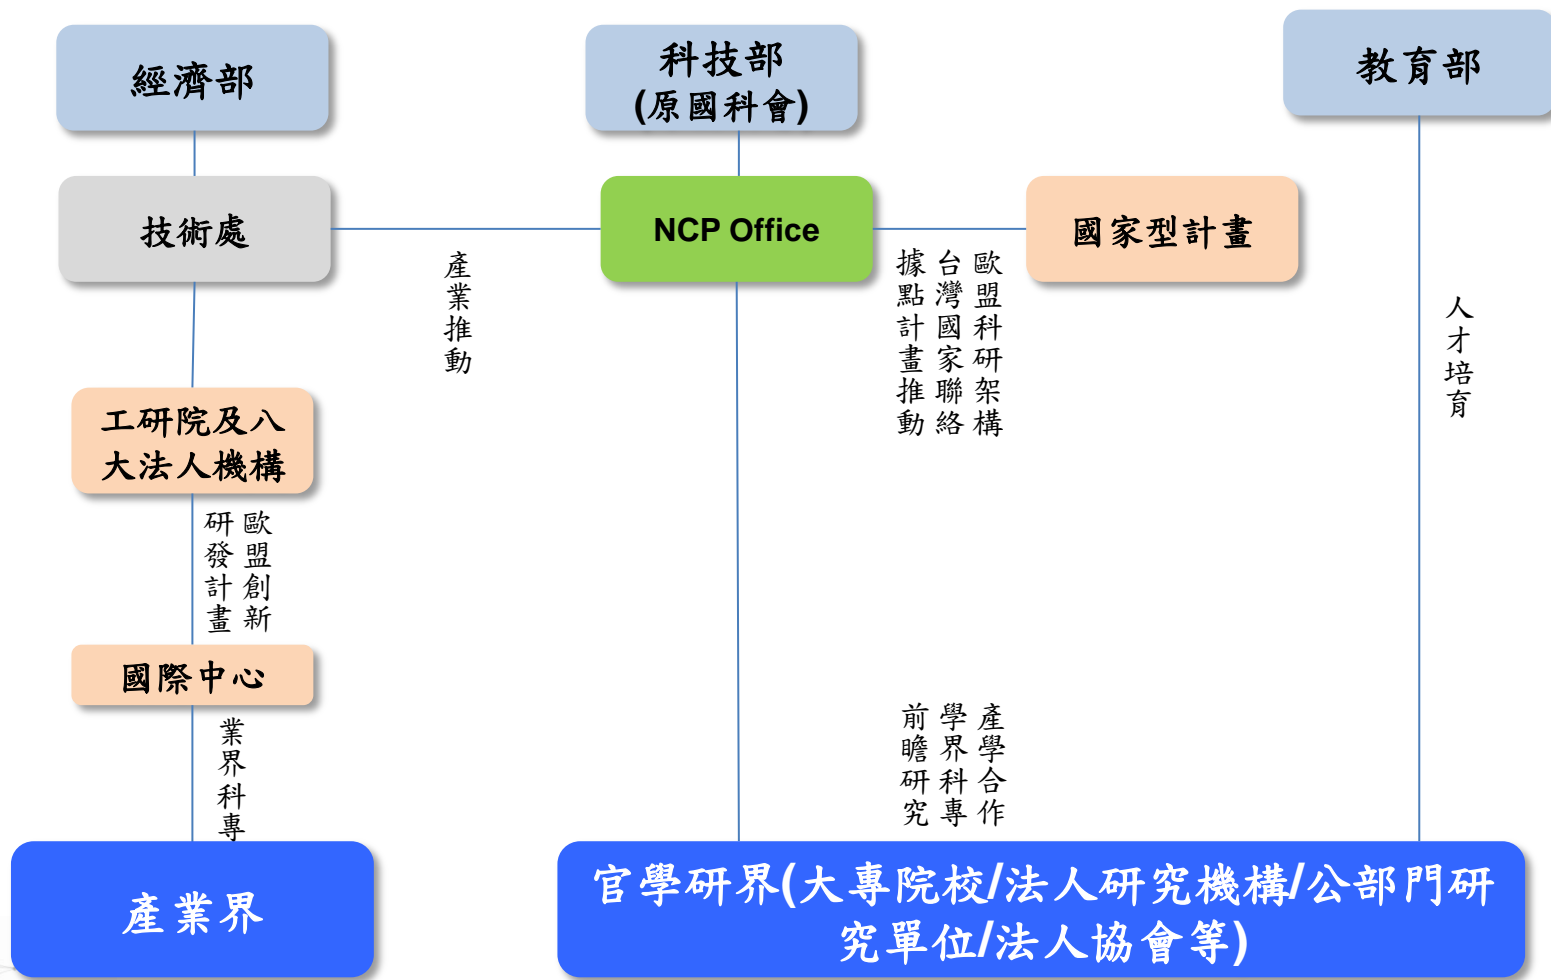 經濟部
科技部
(原國科會)
教育部
技術處
NCP Office
國家型計畫
產業推動
歐盟科研架構
台灣國家聯絡
據點計畫推動
人才培育
工研院及八
大法人機構
歐盟創新
研發計畫
國際中心
業界科專
產學合作
學界科專
前瞻研究
產業界
官學研界(大專院校/法人研究機構/公部門研
究單位/法人協會等)